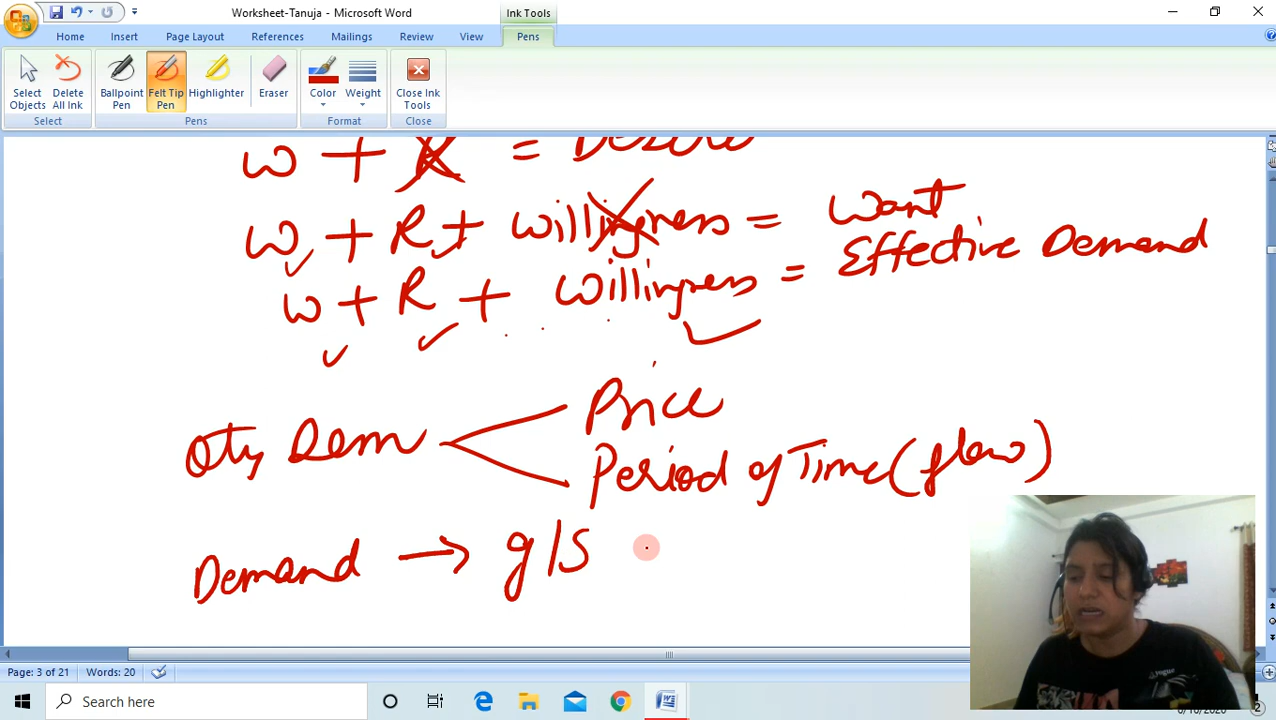 Worksheet-Tanuja - Microsoft Word
Ink Tools
Home Insert Page Layout References Mailings Review View Pens
Select Objects
Delete All Ink
Ballpoint Pen
Felt Tip Pen
Highlighter
Eraser
Color
Weight
Close Ink Tools
Select Pens Format Close
w + R = Desire
w + R + willingness = want
w + R + willingness = Effective Demand
Qty Dem
Price
Period of Time (flow)
Demand → g/S
Page: 3 of 21 Words: 20
Search here